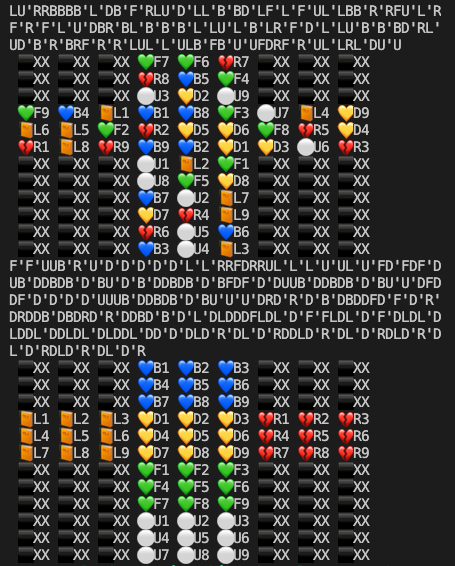 LU'RRBBBB'L'DB'F'RLU'D'LL'B'BD'LF'L'F'UL'LBB'R'RFU'L'R
F'R'F'L'U'DBR'BL'B'B'B'L'LU'L'B'LR'F'D'L'LU'B'B'BD'RL'
UD'B'R'BRF'R'R'LUL'L'ULB'FB'U'UFDRF'R'UL'LRL'DU'U
XX XX XX 💚F7 💚F6 💔R7 XX XX XX
XX XX XX 💔R8 💙B5 💚F4 XX XX XX
XX XX XX ⚪U3 💛D2 ⚪U9 XX XX XX
💚F9 💙B4 📙L1 💙B1 💙B8 💚F3 ⚪U7 📙L4 💛D9
📙L6 📙L5 💚F2 💔R2 💛D5 💛D6 💚F8 💔R5 💛D4
💔R1 📙L8 💔R9 💙B9 💙B2 💛D1 💛D3 ⚪U6 💔R3
XX XX XX ⚪U1 📙L2 💚F1 XX XX XX
XX XX XX ⚪U8 💚F5 💛D8 XX XX XX
XX XX XX 💙B7 ⚪U2 📙L7 XX XX XX
XX XX XX 💛D7 💔R4 📙L9 XX XX XX
XX XX XX 💔R6 ⚪U5 💙B6 XX XX XX
XX XX XX 💙B3 ⚪U4 📙L3 XX XX XX
F'F'UUB'R'U'D'D'D'D'D'L'L'RRFDRRUL'L'L'U'UL'U'FD'FDF'D
UB'DDBDB'D'BU'D'B'DDBDB'D'BFDF'D'DUUB'DDBDB'D'BU'U'DFD
DF'D'D'D'D'UUUB'DDBDB'D'BU'U'U'DRD'R'D'B'DBDDFD'F'D'R'
DRDDB'DBDRD'R'DDBD'B'D'L'DLDDDFLDL'D'F'FLDL'D'F'DLDL'D
LDDL'DDLDL'DLDDL'DD'D'DLD'R'DL'D'RDDLD'R'DL'D'RDLD'R'D
L'D'RDLD'R'DL'D'R
XX XX XX 💙B1 💙B2 💙B3 XX XX XX
XX XX XX 💙B4 💙B5 💙B6 XX XX XX
XX XX XX 💙B7 💙B8 💙B9 XX XX XX
📙L1 📙L2 📙L3 💛D1 💛D2 💛D3 💔R1 💔R2 💔R3
📙L4 📙L5 📙L6 💛D4 💛D5 💛D6 💔R4 💔R5 💔R6
📙L7 📙L8 📙L9 💛D7 💛D8 💛D9 💔R7 💔R8 💔R9
XX XX XX 💚F1 💚F2 💚F3 XX XX XX
XX XX XX 💚F4 💚F5 💚F6 XX XX XX
XX XX XX 💚F7 💚F8 💚F9 XX XX XX
XX XX XX ⚪U1 ⚪U2 ⚪U3 XX XX XX
XX XX XX ⚪U4 ⚪U5 ⚪U6 XX XX XX
XX XX XX ⚪U7 ⚪U8 ⚪U9 XX XX XX